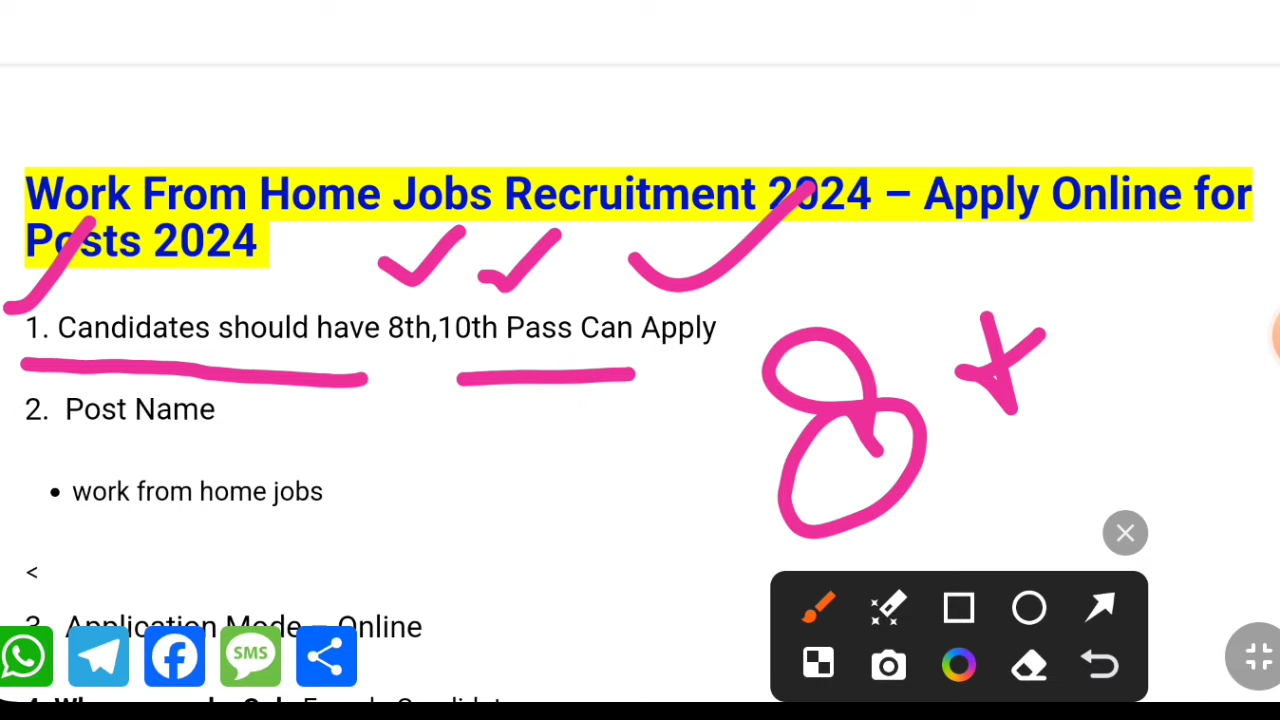 Work From Home Jobs Recruitment 2024 – Apply Online for
Posts 2024
1. Candidates should have 8th,10th Pass Can Apply
8
2. Post Name
• work from home jobs
<
3. Application Mode – Online
SMS